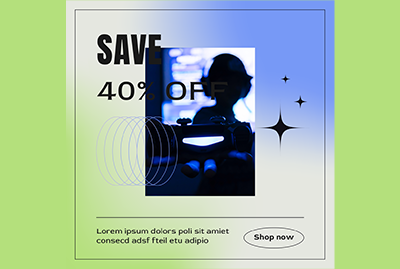 SAVE
40% OFF
Lorem ipsum dolors poli sit amiet
consecd adsf fteil etu adipio
Shop now